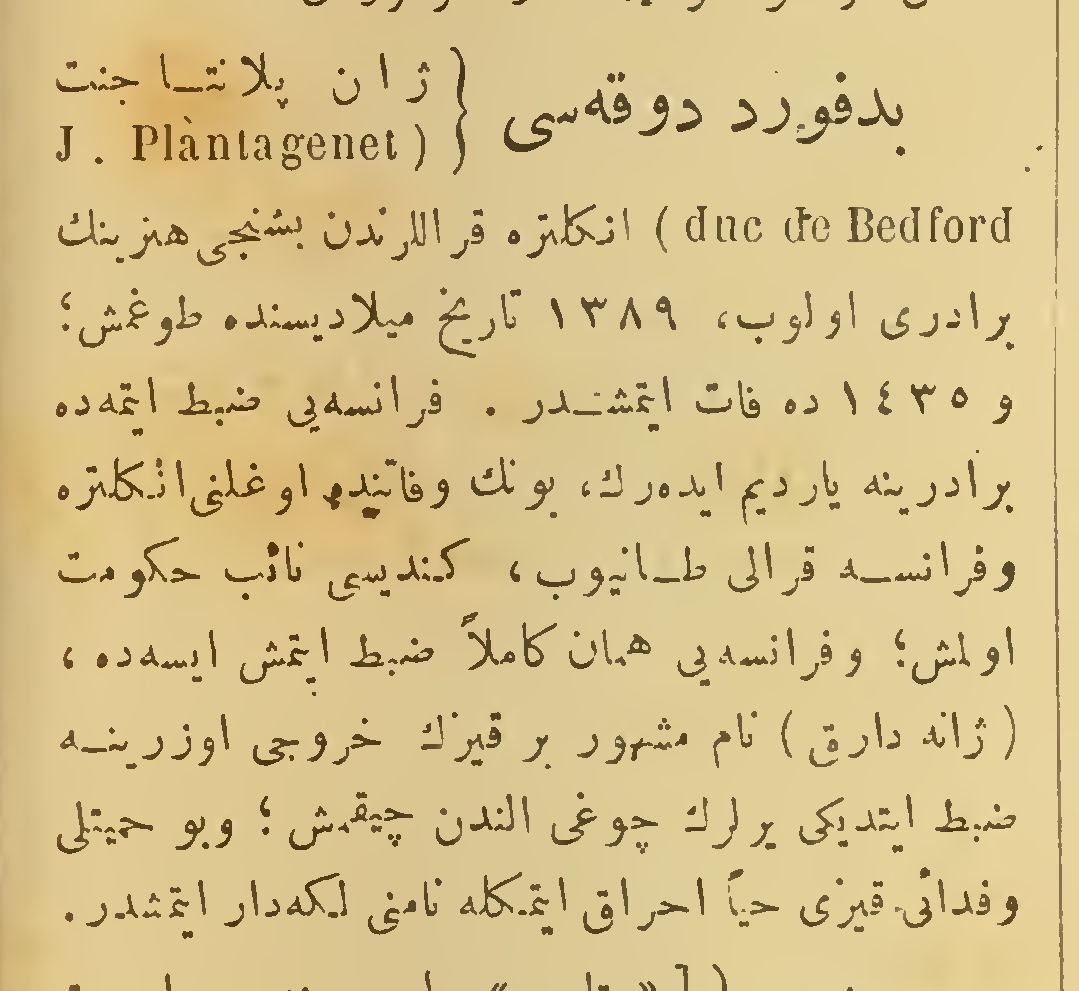 بدفورد دوقه‌سی { ژان پلانتاجنت
(J. Plàntagenet
duc de Bedford) انكلتره قراللرندن بشنجی هنرینك
برادری اولوب، ١٣٨٩ تاریخ میلادیسنده طوغمش؛
و ١٤٣٥ ده فات ایتمشدر . فرانسه‌یی ضبط ایتمه‌ده
برادرینه یاردیم ایده‌رك، بونك وفاتنده اوغلنی انكلتره
وفرانسه قرالی طانیوب، كندیسی نائب حكومت
اولمش؛ وفرانسه‌یی همان كاملاً ضبط ایتمش ایسه‌ده،
(ژانه دارق) نام مشهور بر قیزك خروجی اوزرینه
ضبط ایتدیكی یرلرك چوغی الندن چیقمش؛ وبو حمیتلی
وفدائی قیزی حیاً احراق ایتمكله نامنی لكه‌دار ایتمشدر.